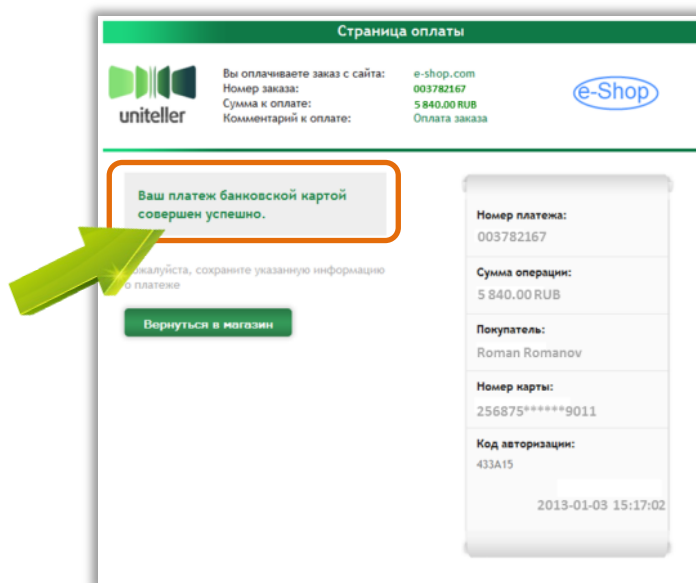 Страница оплаты
uniteller
Вы оплачиваете заказ с сайта: e-shop.com
Номер заказа: 003782167
Сумма к оплате: 5 840.00 RUB
Комментарий к оплате: Оплата заказа
e-Shop
Ваш платеж банковской картой
совершен успешно.
Пожалуйста, сохраните указанную информацию
о платеже
Вернуться в магазин
Номер платежа:
003782167
Сумма операции:
5 840.00 RUB
Покупатель:
Roman Romanov
Номер карты:
256875******9011
Код авторизации:
433A15
2013-01-03 15:17:02